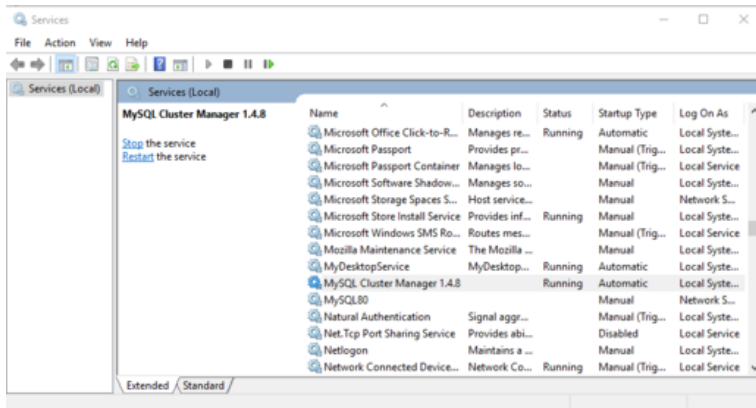 Services
File Action View Help
Services (Local)
Services (Local)
MySQL Cluster Manager 1.4.8
Stop the service
Restart the service
Name Description Status Startup Type Log On As
Microsoft Office Click-to-R... Manages re... Running Automatic Local Syste...
Microsoft Passport Provides pr... Manual (Trig... Local Syste...
Microsoft Passport Container Manages lo... Manual (Trig... Local Service
Microsoft Software Shadow... Manages so... Manual Local Syste...
Microsoft Storage Spaces S... Host service... Manual Network S...
Microsoft Store Install Service Provides inf... Running Manual Local Syste...
Microsoft Windows SMS Ro... Routes mes... Manual (Trig... Local Service
Mozilla Maintenance Service The Mozilla ... Manual Local Syste...
MyDesktopService MyDesktop... Running Automatic Local Syste...
MySQL Cluster Manager 1.4.8 Running Automatic Local Syste...
MySQL80 Manual Network S...
Natural Authentication Signal aggr... Manual (Trig... Local Syste...
Net.Tcp Port Sharing Service Provides abi... Disabled Local Service
Netlogon Maintains a ... Manual Local Syste...
Network Connected Device... Network Co... Running Manual (Trig... Local Service
Extended Standard